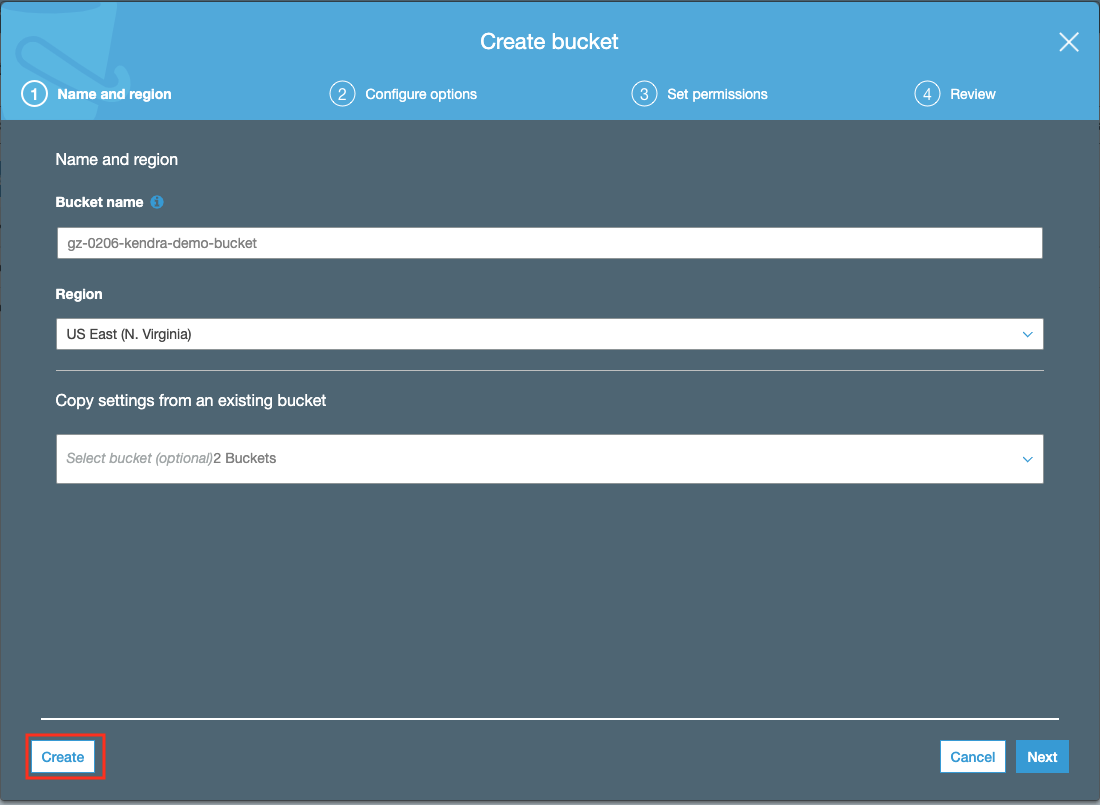 Create bucket
1 Name and region
2 Configure options
3 Set permissions
4 Review
Name and region
Bucket name
gz-0206-kendra-demo-bucket
Region
US East (N. Virginia)
Copy settings from an existing bucket
Select bucket (optional)2 Buckets
Create
Cancel
Next